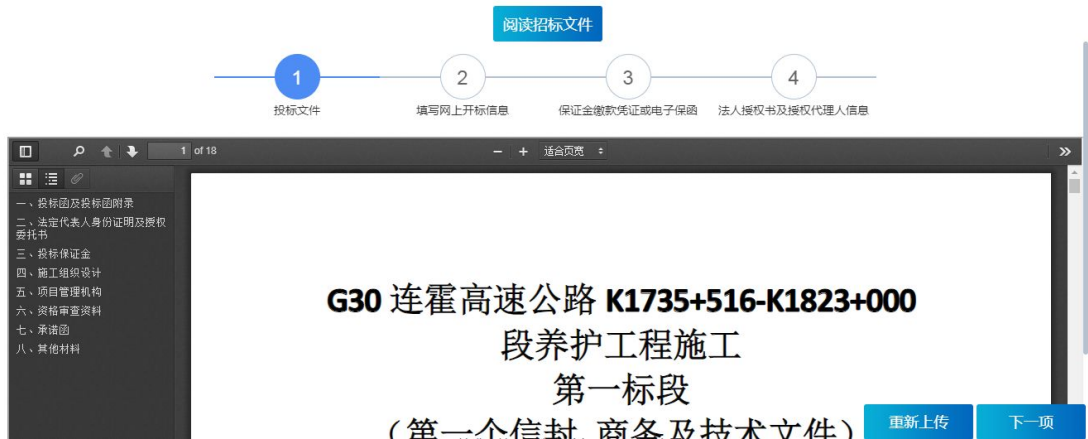 阅读招标文件
1
2
3
4
投标文件
填写网上开标信息
保证金缴款凭证或电子保函
法人授权书及授权代理人信息
1 of 18
适合页宽
一、投标函及投标函附录
二、法定代表人身份证明及授权
委托书
三、投标保证金
四、施工组织设计
五、项目管理机构
六、资格审查资料
七、承诺函
八、其他材料
G30 连霍高速公路 K1735+516-K1823+000
段养护工程施工
第一标段
（第一个信封，商务及技术文件）
重新上传
下一项